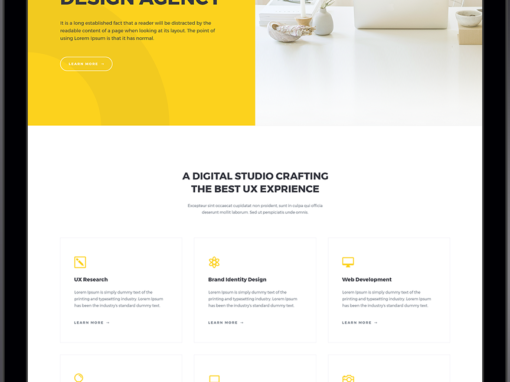 DESIGN AGENCY
It is a long established fact that a reader will be distracted by the
readable content of a page when looking at its layout. The point of
using Lorem Ipsum is that it has normal.
LEARN MORE →
A DIGITAL STUDIO CRAFTING
THE BEST UX EXPRIENCE
Excepteur sint occaecat cupidatat non proident, sunt in culpa qui officia
deserunt mollit laborum. Sed ut perspiciatis unde omnis.
UX Research
Lorem Ipsum is simply dummy text of the
printing and typesetting industry. Lorem Ipsum
has been the industry's standard dummy text
LEARN MORE →
Brand Identity Design
Lorem Ipsum is simply dummy text of the
printing and typesetting industry. Lorem Ipsum
has been the industry's standard dummy text.
LEARN MORE →
Web Development
Lorem Ipsum is simply dummy text of the
printing and typesetting industry. Lorem Ipsum
has been the industry's standard dummy text.
LEARN MORE →